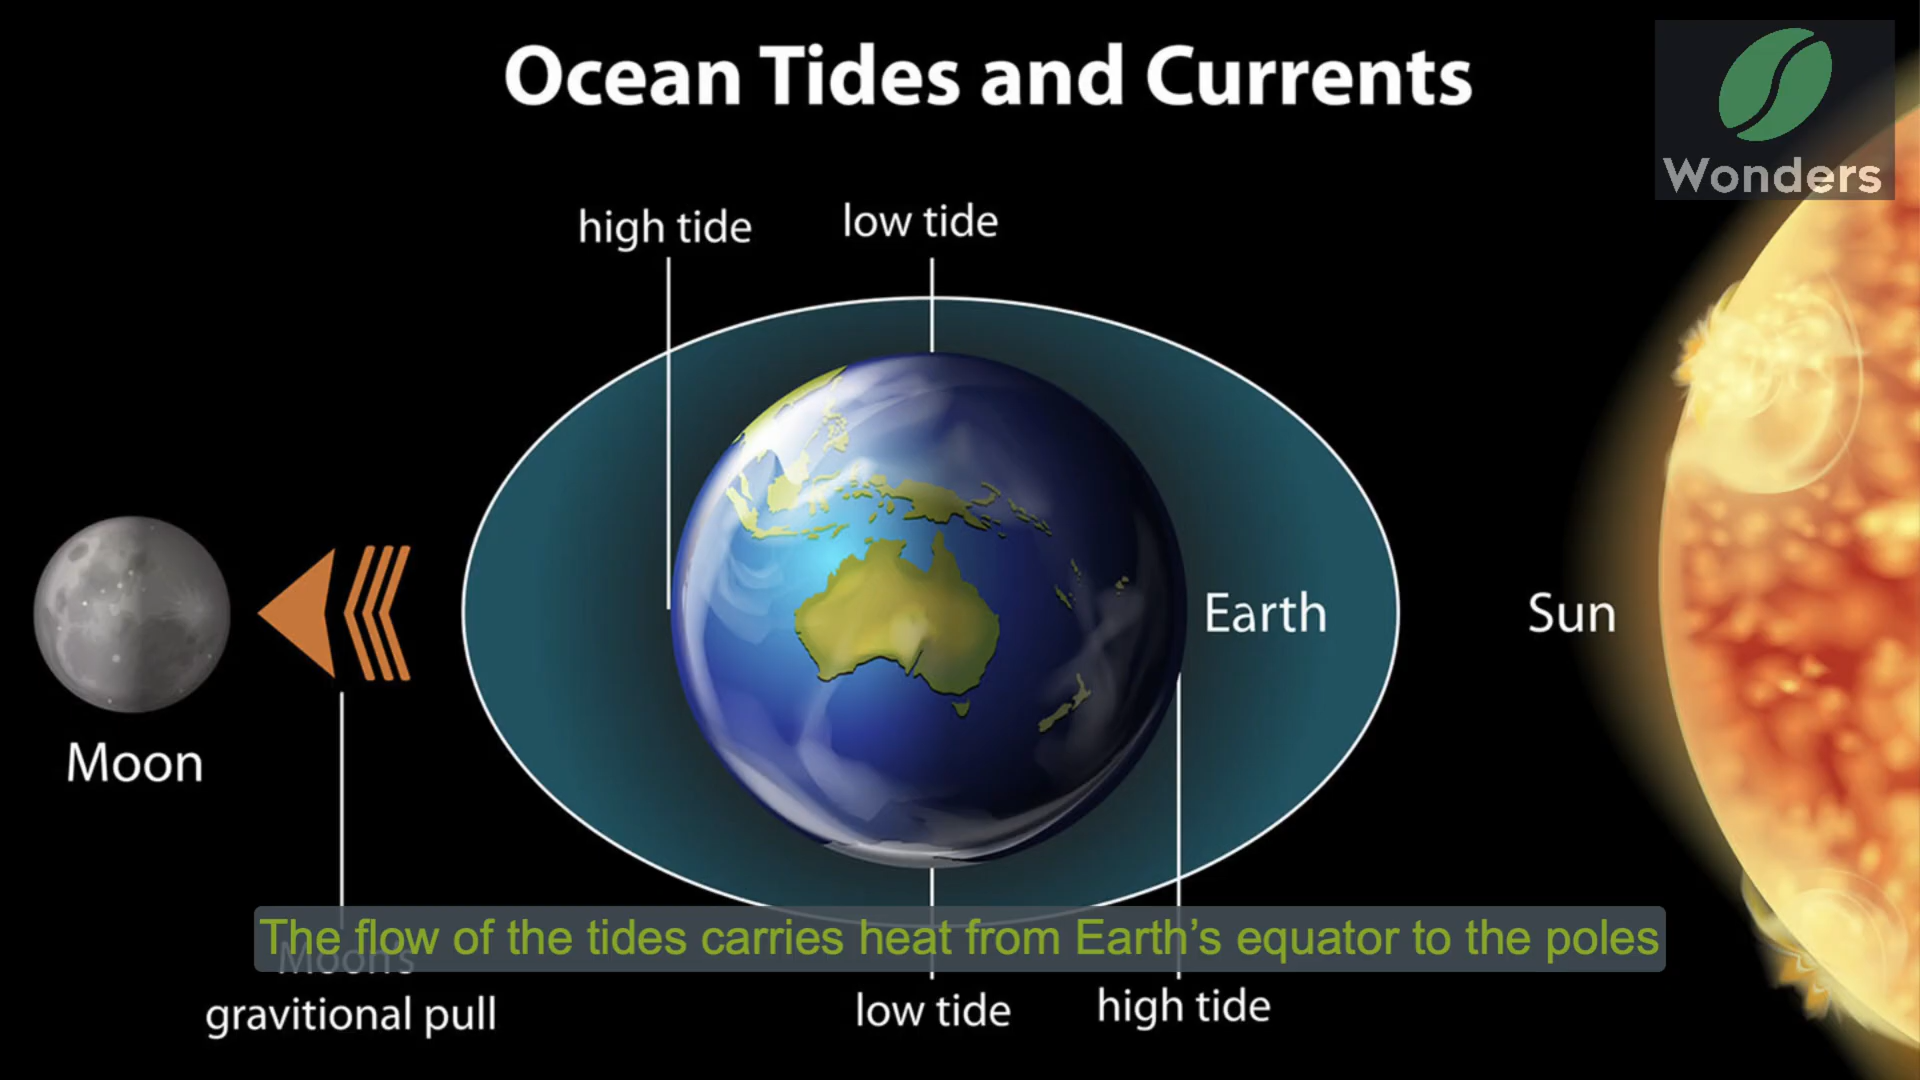 Ocean Tides and Currents
Wonders
high tide
low tide
Earth
Sun
Moon
The flow of the tides carries heat from Earth’s equator to the poles
Moon's
gravitional pull
low tide
high tide